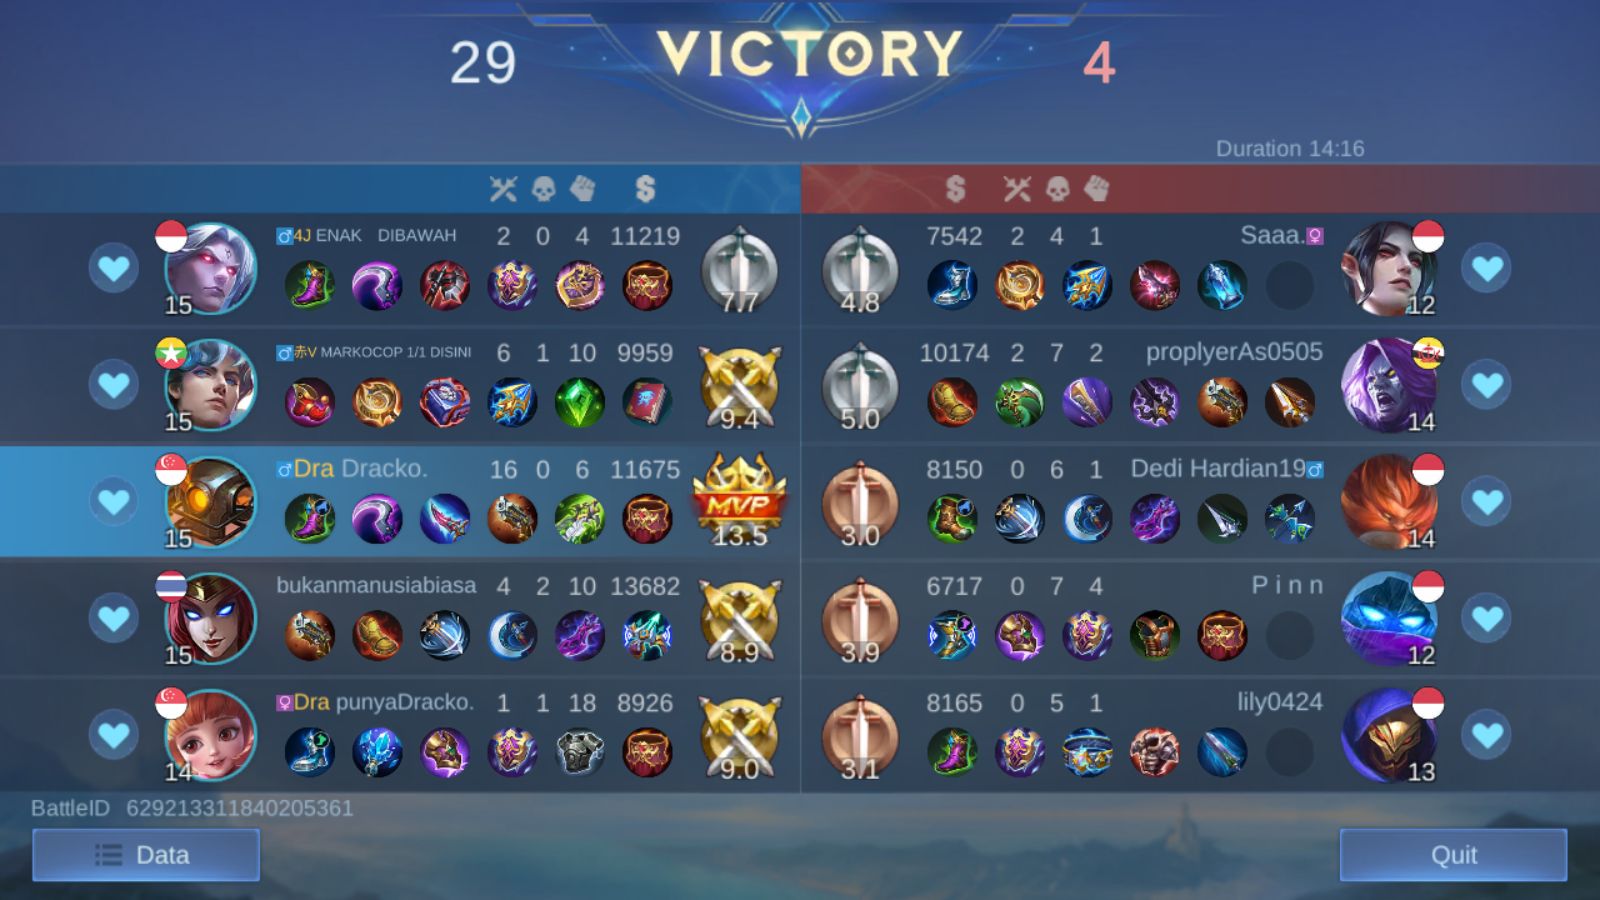 29 VICTORY 4
Duration 14:16
4J ENAK DIBAWAH 2 0 4 11219
15 7.7
7542 2 4 1 Saaa.
4.8 12
赤V MARKOCOP 1/1 DISINI 6 1 10 9959
15 9.4
10174 2 7 2 proplyerAs0505
5.0 14
Dra Dracko. 16 0 6 11675
MVP
15 13.5
8150 0 6 1 Dedi Hardian19
3.0 14
bukanmanusiabiasa 4 2 10 13682
15 8.9
6717 0 7 4 P i n n
3.9 12
Dra punyaDracko. 1 1 18 8926
14 9.0
8165 0 5 1 lily0424
3.1 13
BattleID 629213311840205361
Data
Quit